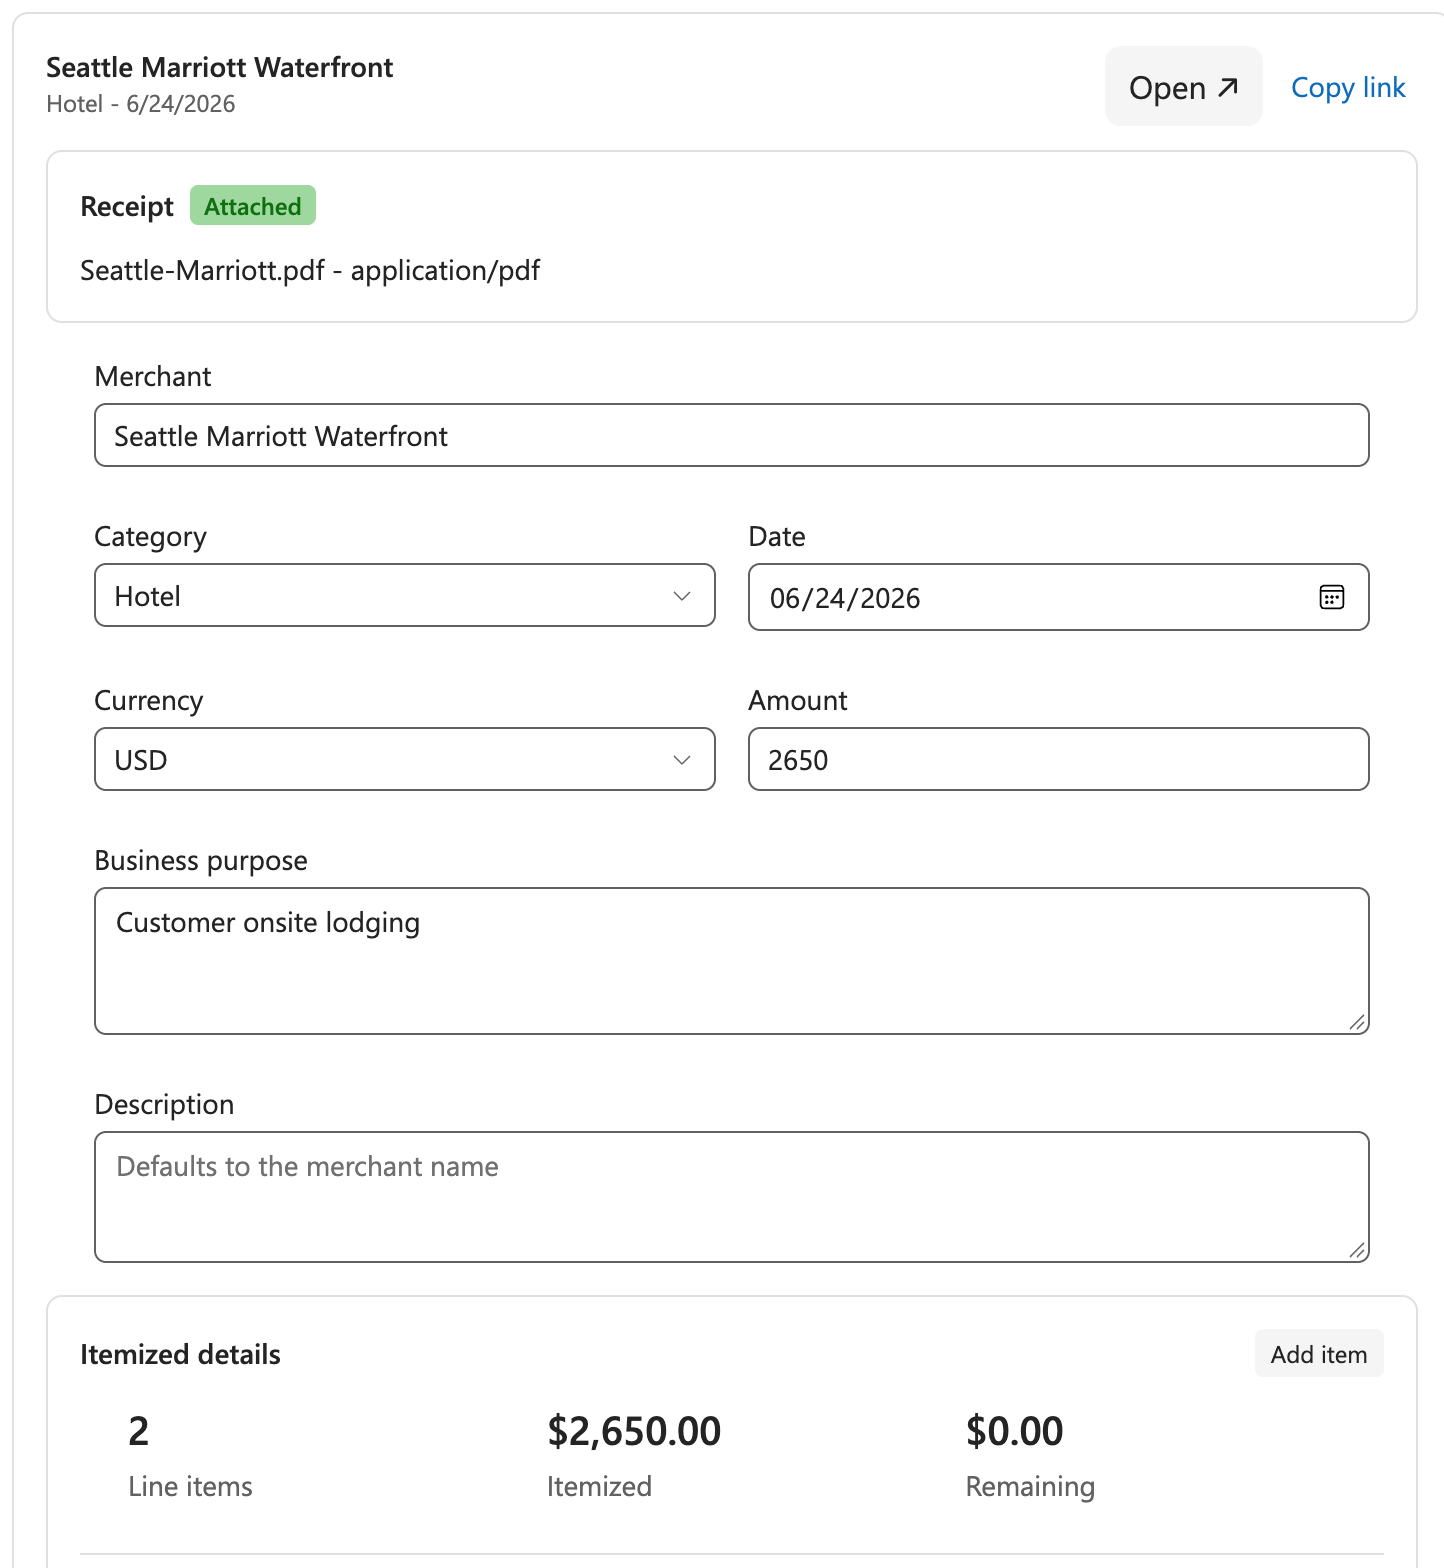 Seattle Marriott Waterfront
Hotel - 6/24/2026
Open
Copy link
Receipt Attached
Seattle-Marriott.pdf - application/pdf
Merchant
Seattle Marriott Waterfront
Category
Date
Hotel
06/24/2026
Currency
Amount
USD
2650
Business purpose
Customer onsite lodging
Description
Defaults to the merchant name
Itemized details
Add item
2
$2,650.00
$0.00
Line items
Itemized
Remaining